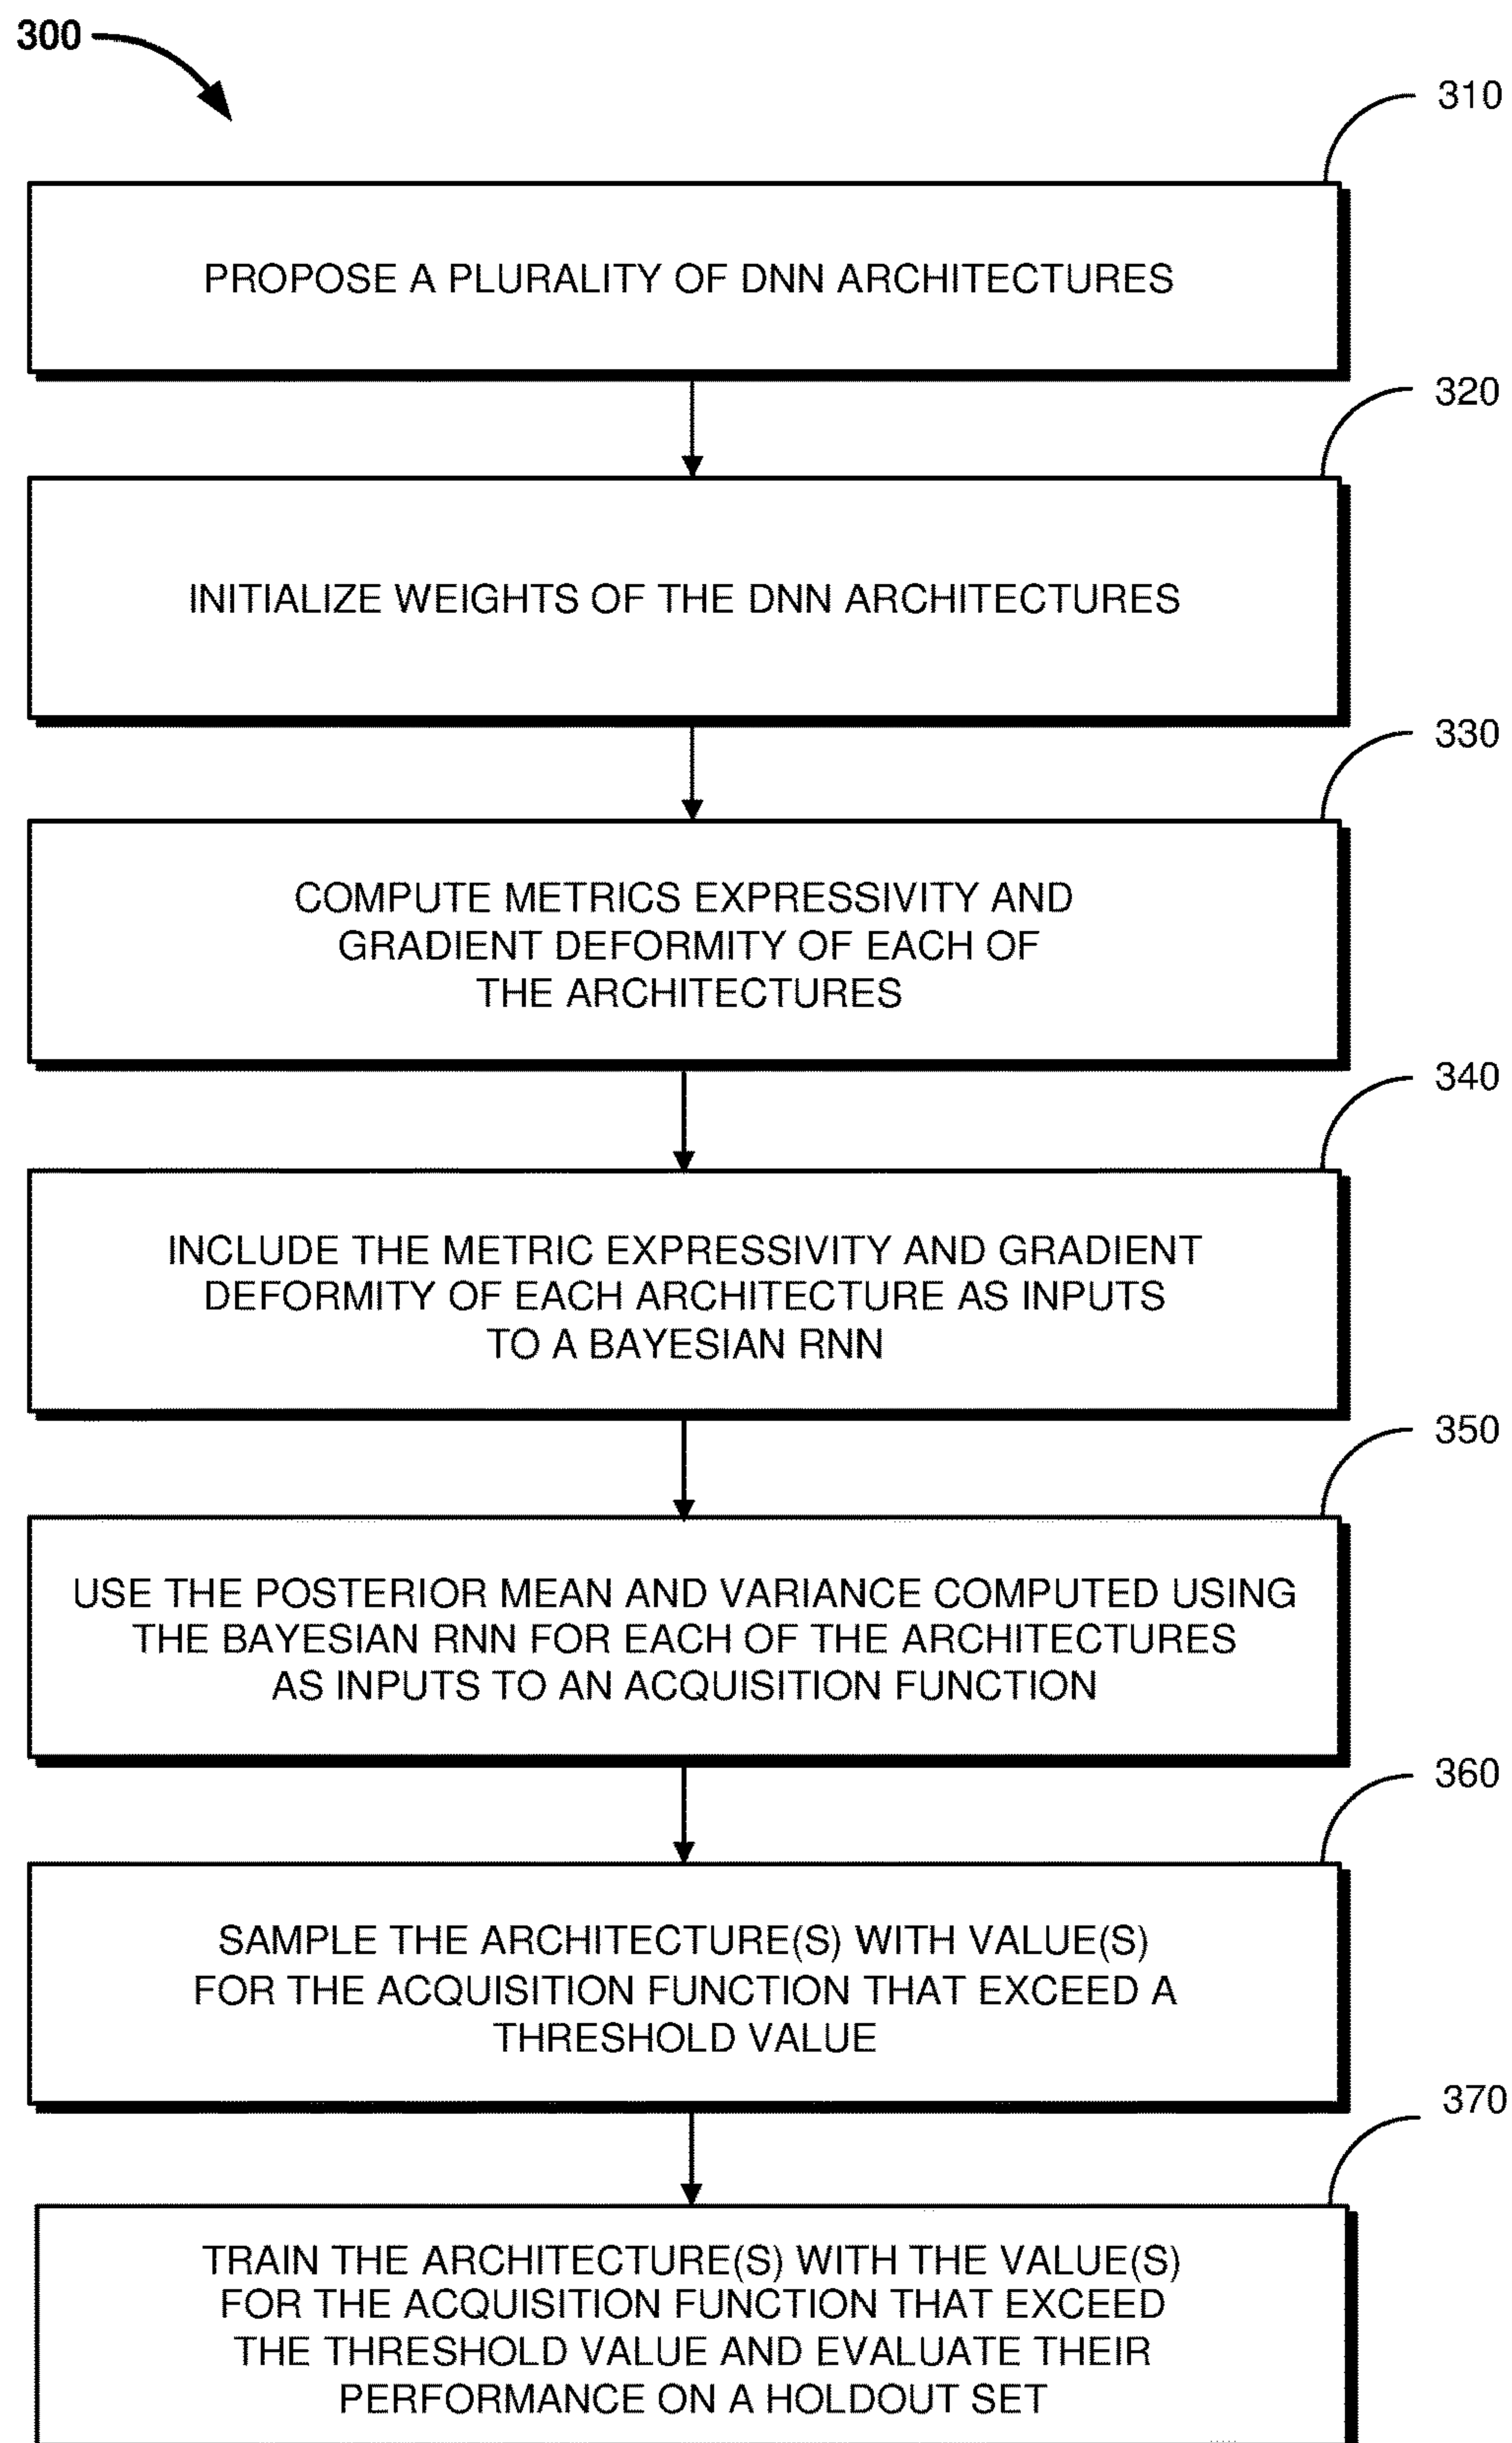 300
310
PROPOSE A PLURALITY OF DNN ARCHITECTURES
320
INITIALIZE WEIGHTS OF THE DNN ARCHITECTURES
330
COMPUTE METRICS EXPRESSIVITY AND
GRADIENT DEFORMITY OF EACH OF
THE ARCHITECTURES
340
INCLUDE THE METRIC EXPRESSIVITY AND GRADIENT
DEFORMITY OF EACH ARCHITECTURE AS INPUTS
TO A BAYESIAN RNN
350
USE THE POSTERIOR MEAN AND VARIANCE COMPUTED USING
THE BAYESIAN RNN FOR EACH OF THE ARCHITECTURES
AS INPUTS TO AN ACQUISITION FUNCTION
360
SAMPLE THE ARCHITECTURE(S) WITH VALUE(S)
FOR THE ACQUISITION FUNCTION THAT EXCEED A
THRESHOLD VALUE
370
TRAIN THE ARCHITECTURE(S) WITH THE VALUE(S)
FOR THE ACQUISITION FUNCTION THAT EXCEED
THE THRESHOLD VALUE AND EVALUATE THEIR
PERFORMANCE ON A HOLDOUT SET